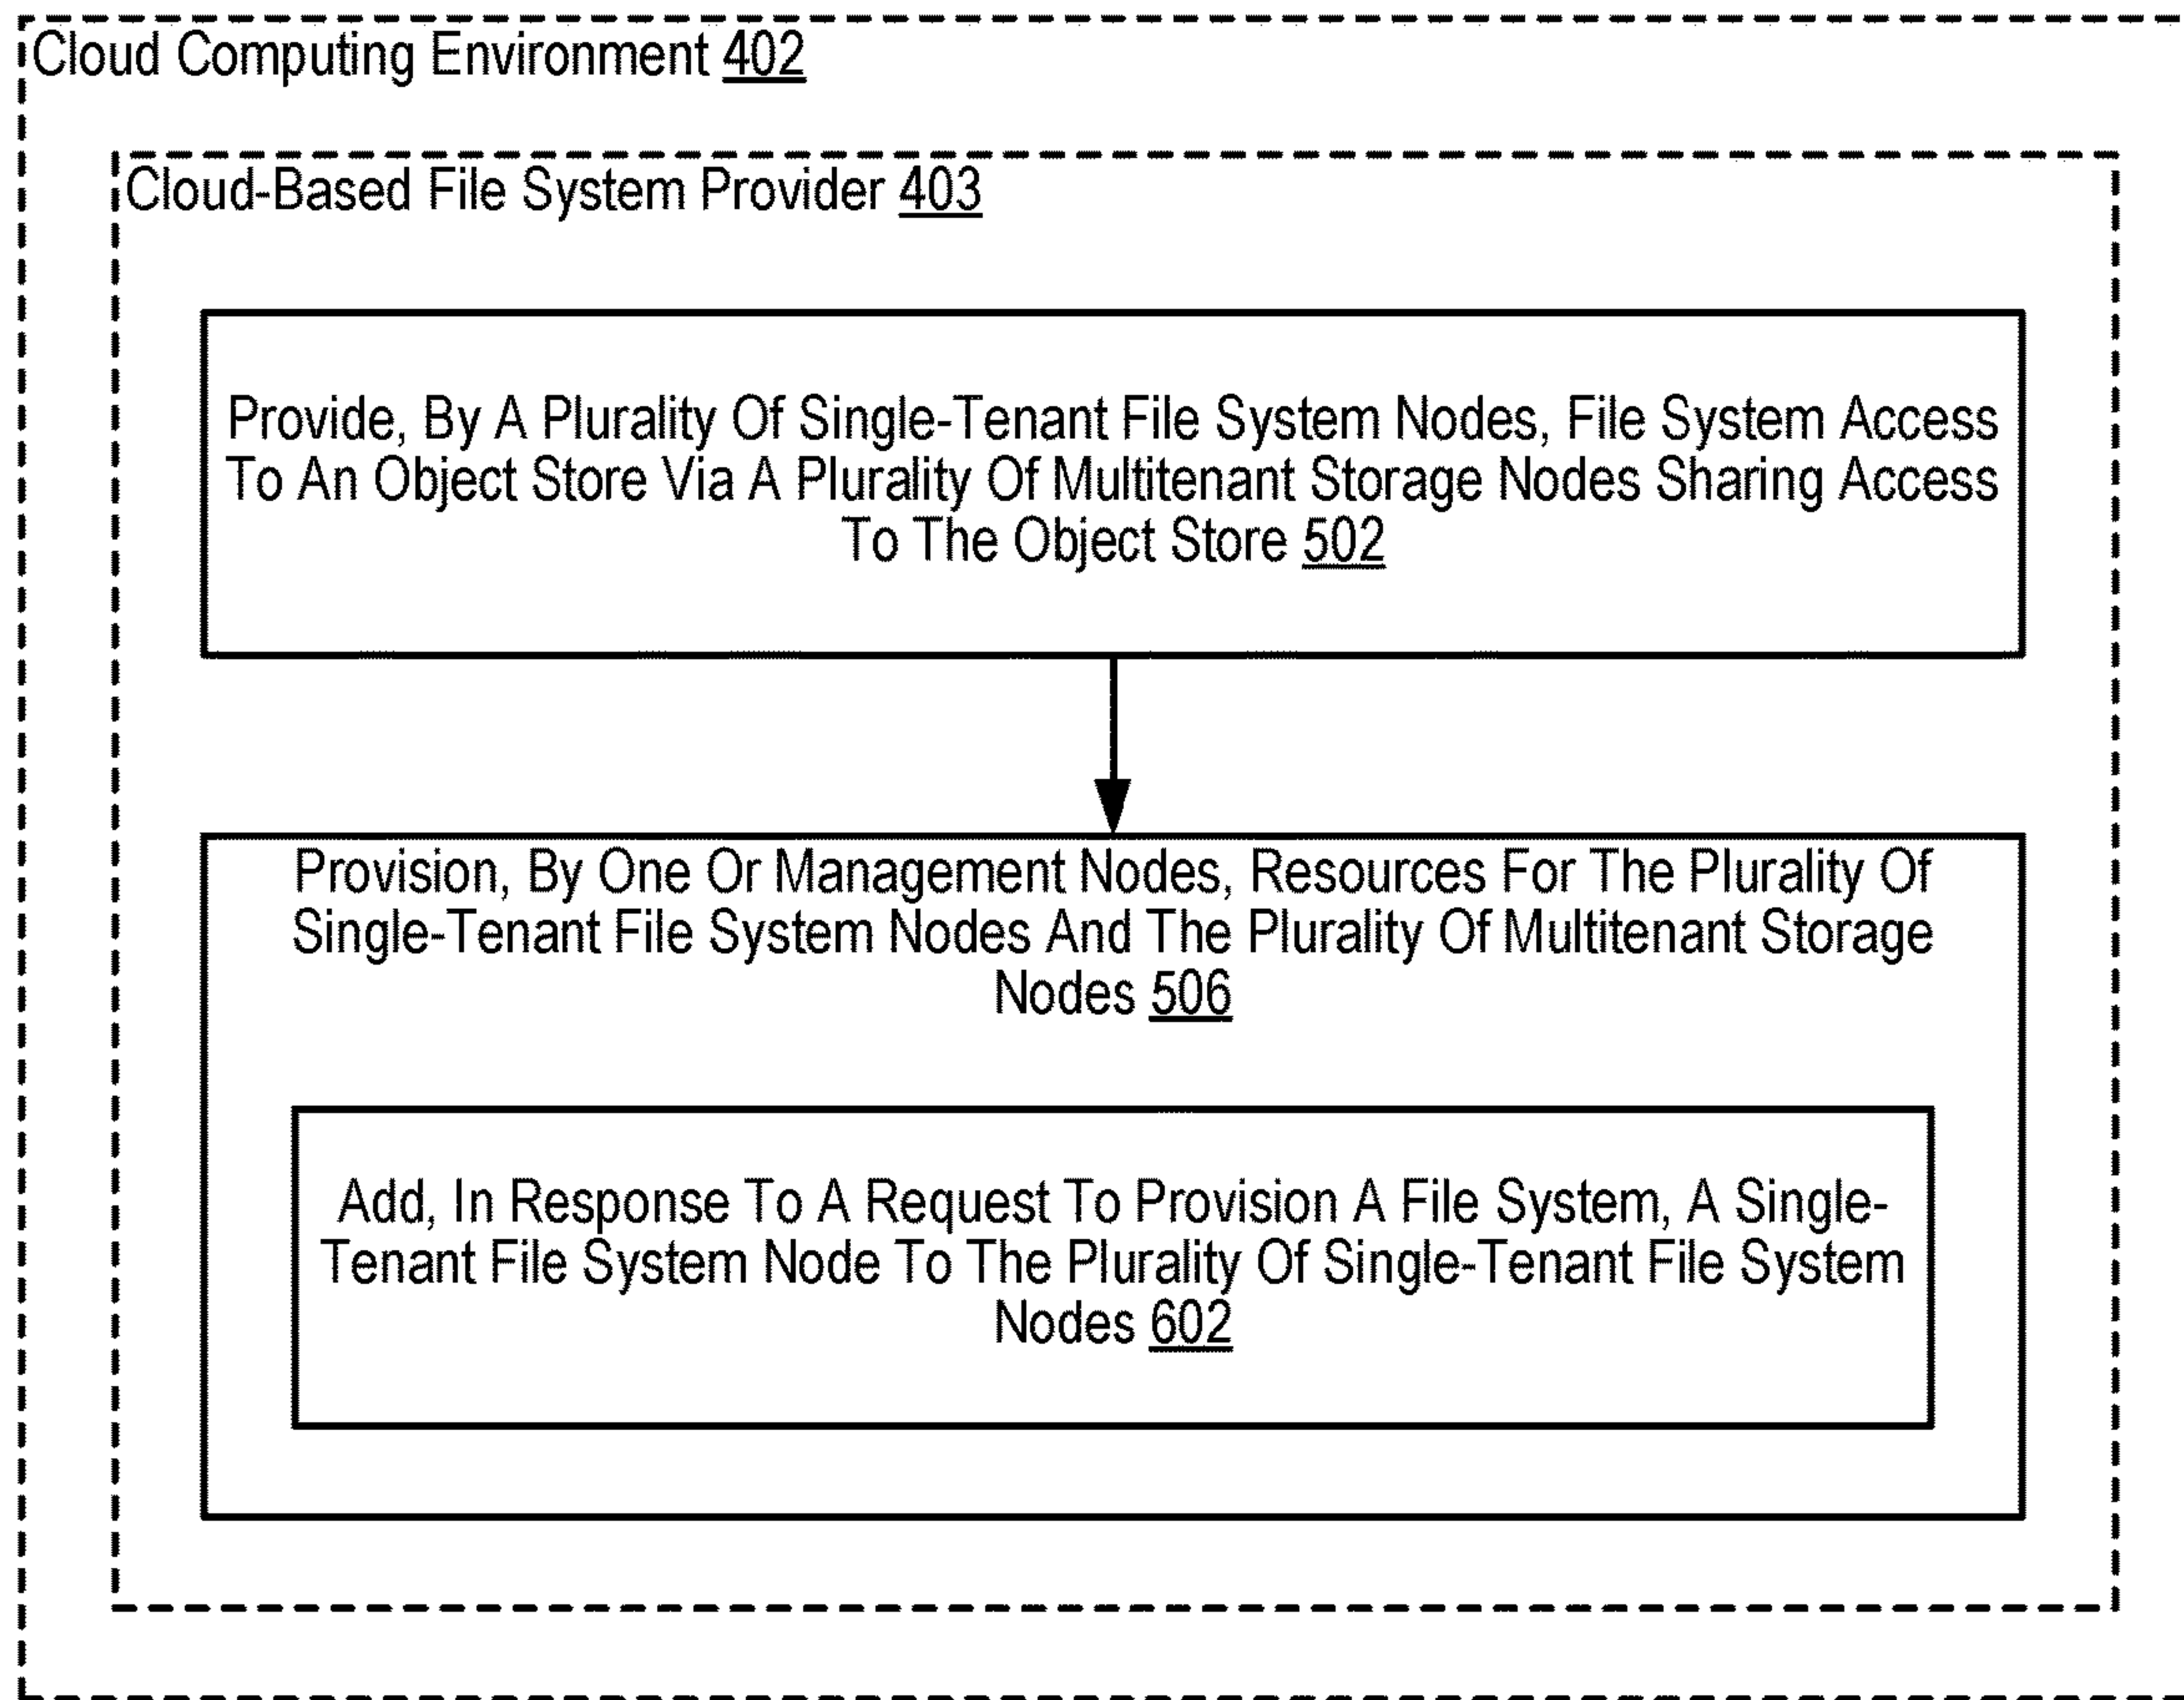 Cloud Computing Environment 402
Cloud-Based File System Provider 403
Provide, By A Plurality Of Single-Tenant File System Nodes, File System Access
To An Object Store Via A Plurality Of Multitenant Storage Nodes Sharing Access
To The Object Store 502
Provision, By One Or Management Nodes, Resources For The Plurality Of
Single-Tenant File System Nodes And The Plurality Of Multitenant Storage
Nodes 506
Add, In Response To A Request To Provision A File System, A Single-
Tenant File System Node To The Plurality Of Single-Tenant File System
Nodes 602